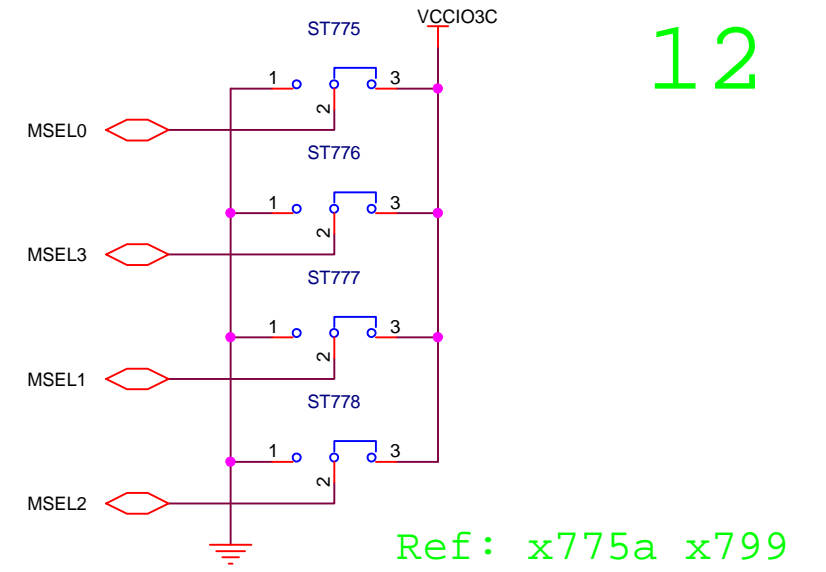 VCCIO3C
ST775
12
1
3
2
MSEL0
ST776
1
3
2
MSEL3
ST777
1
3
2
MSEL1
ST778
1
3
2
MSEL2
Ref: x775a x799